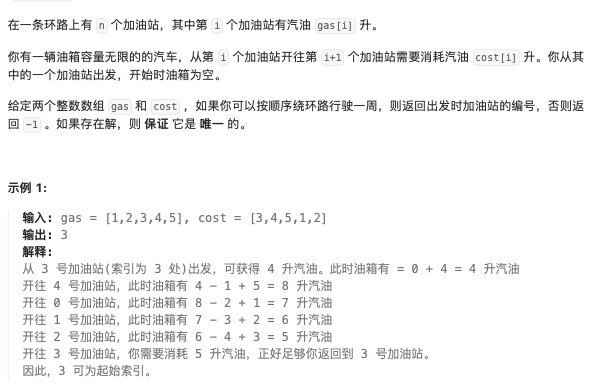 在一条环路上有 n 个加油站，其中第 i 个加油站有汽油 gas[i] 升。
你有一辆油箱容量无限的的汽车，从第 i 个加油站开往第 i+1 个加油站需要消耗汽油 cost[i] 升。你从其
中的一个加油站出发，开始时油箱为空。
给定两个整数数组 gas 和 cost ，如果你可以按顺序绕环路行驶一周，则返回出发时加油站的编号，否则返
回 -1 。如果存在解，则 保证 它是 唯一 的。
示例 1:
输入: gas = [1,2,3,4,5], cost = [3,4,5,1,2]
输出: 3
解释:
从 3 号加油站(索引为 3 处)出发，可获得 4 升汽油。此时油箱有 = 0 + 4 = 4 升汽油
开往 4 号加油站，此时油箱有 4 - 1 + 5 = 8 升汽油
开往 0 号加油站，此时油箱有 8 - 2 + 1 = 7 升汽油
开往 1 号加油站，此时油箱有 7 - 3 + 2 = 6 升汽油
开往 2 号加油站，此时油箱有 6 - 4 + 3 = 5 升汽油
开往 3 号加油站，你需要消耗 5 升汽油，正好足够你返回到 3 号加油站。
因此，3 可为起始索引。